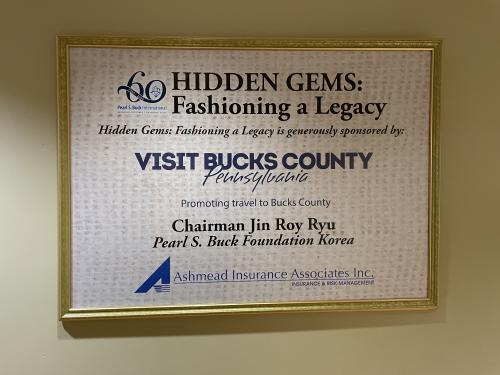 60
Pearl S. Buck International
HIDDEN GEMS:
Fashioning a Legacy
Hidden Gems: Fashioning a Legacy is generously sponsored by:
VISIT BUCKS COUNTY
Pennsylvania
Promoting travel to Bucks County
Chairman Jin Roy Ryu
Pearl S. Buck Foundation Korea
Ashmead Insurance Associates Inc.
INSURANCE & RISK MANAGEMENT